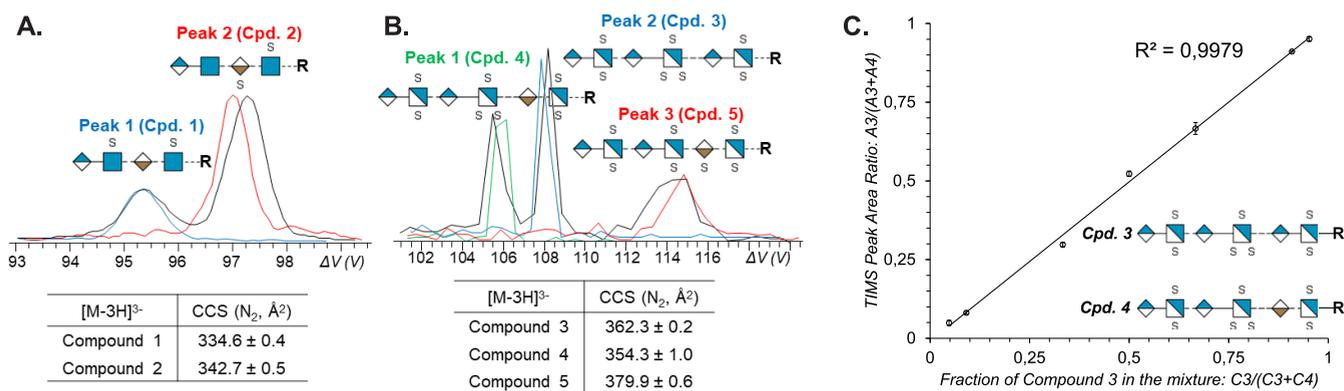 A.
Peak 2 (Cpd. 2)
S
R
S
Peak 1 (Cpd. 1)
S S
R
93 94 95 96 97 98 ΔV (V)
[M-3H]3- CCS (N2, Å2)
Compound 1 334.6 ± 0.4
Compound 2 342.7 ± 0.5
B.
Peak 2 (Cpd. 3)
S S S
R
S S S S
Peak 1 (Cpd. 4)
S S S
R
S S S S
Peak 3 (Cpd. 5)
S S S
R
S S S S S
102 104 106 108 110 112 114 116 ΔV (V)
[M-3H]3- CCS (N2, Å2)
Compound 3 362.3 ± 0.2
Compound 4 354.3 ± 1.0
Compound 5 379.9 ± 0.6
C.
TIMS Peak Area Ratio: A3/(A3+A4)
1
0,75
0,5
0,25
0
R² = 0,9979
S S S
Cpd. 3 R
S S S S
S S S
Cpd. 4 R
S S S S
0 0,25 0,5 0,75 1
Fraction of Compound 3 in the mixture: C3/(C3+C4)